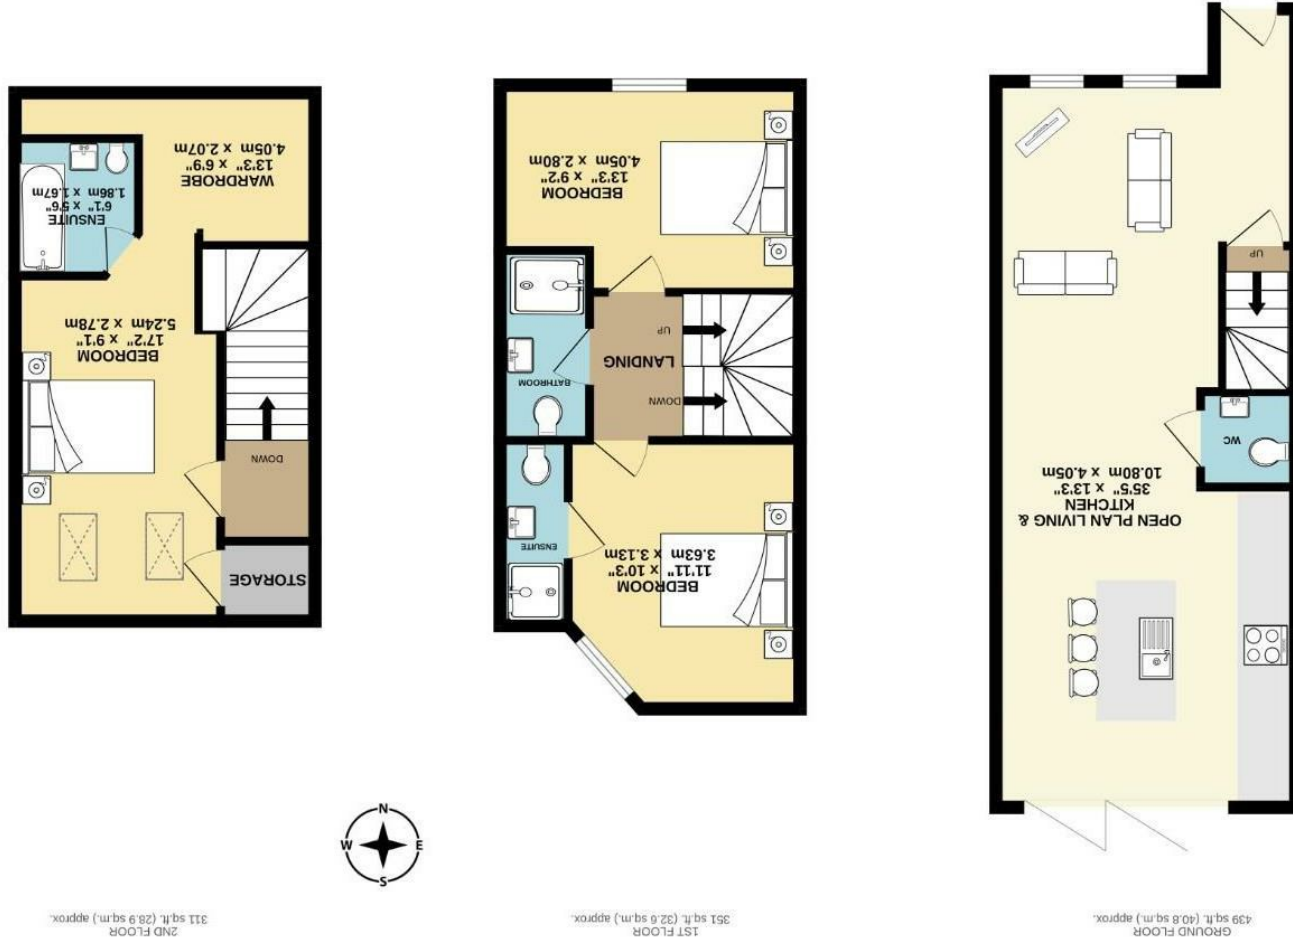 GROUND FLOOR
439 sq.ft. (40.8 sq.m.) approx.
1ST FLOOR
351 sq.ft. (32.6 sq.m.) approx.
2ND FLOOR
311 sq.ft. (28.9 sq.m.) approx.
N
W
E
S
OPEN PLAN LIVING &
KITCHEN
35'5" x 13'3"
10.80m x 4.05m
WC
UP
BEDROOM
11'11" x 10'3"
3.63m x 3.13m
ENSUITE
BATHROOM
LANDING
DOWN
UP
BEDROOM
13'3" x 9'2"
4.05m x 2.80m
STORAGE
DOWN
BEDROOM
17'2" x 9'1"
5.24m x 2.78m
ENSUITE
6'1" x 5'6"
1.86m x 1.67m
WARDROBE
13'3" x 6'9"
4.05m x 2.07m